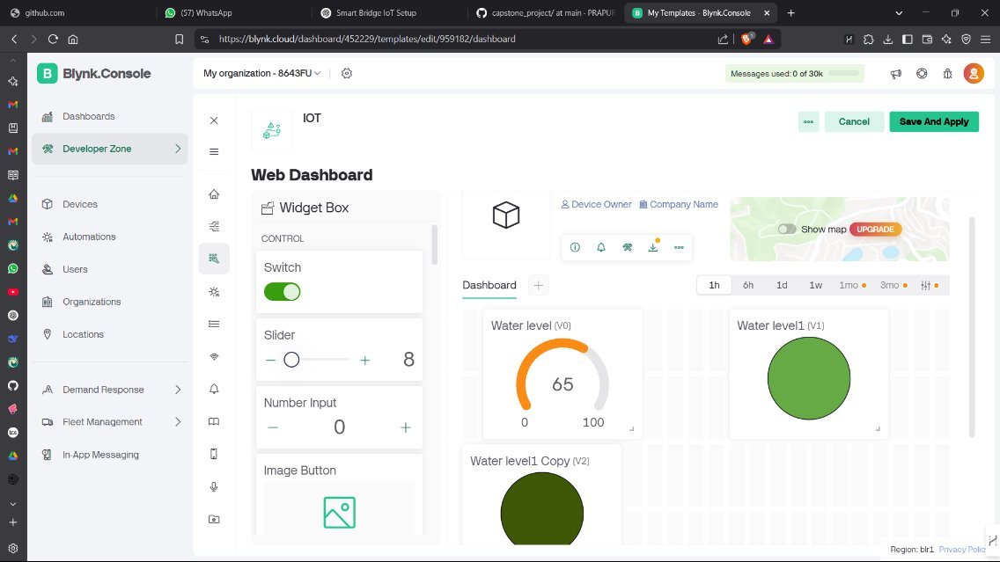 github.com
(57) WhatsApp
Smart Bridge IoT Setup
capstone_project/ at main · PRAPUR
My Templates - Blynk.Console
https://blynk.cloud/dashboard/452229/templates/edit/959182/dashboard
1
B Blynk.Console
My organization - 8643FU
Messages used: 0 of 30k
Dashboards
Developer Zone
Devices
Automations
Users
Organizations
Locations
Demand Response
Fleet Management
In-App Messaging
IOT
Cancel
Save And Apply
Web Dashboard
Widget Box
CONTROL
Switch
Slider
8
Number Input
0
Image Button
Device Owner
Company Name
Show map
UPGRADE
Dashboard
1h
6h
1d
1w
1mo
3mo
Water level (V0)
65
0
100
Water level1 (V1)
Water level1 Copy (V2)
Region: blr1